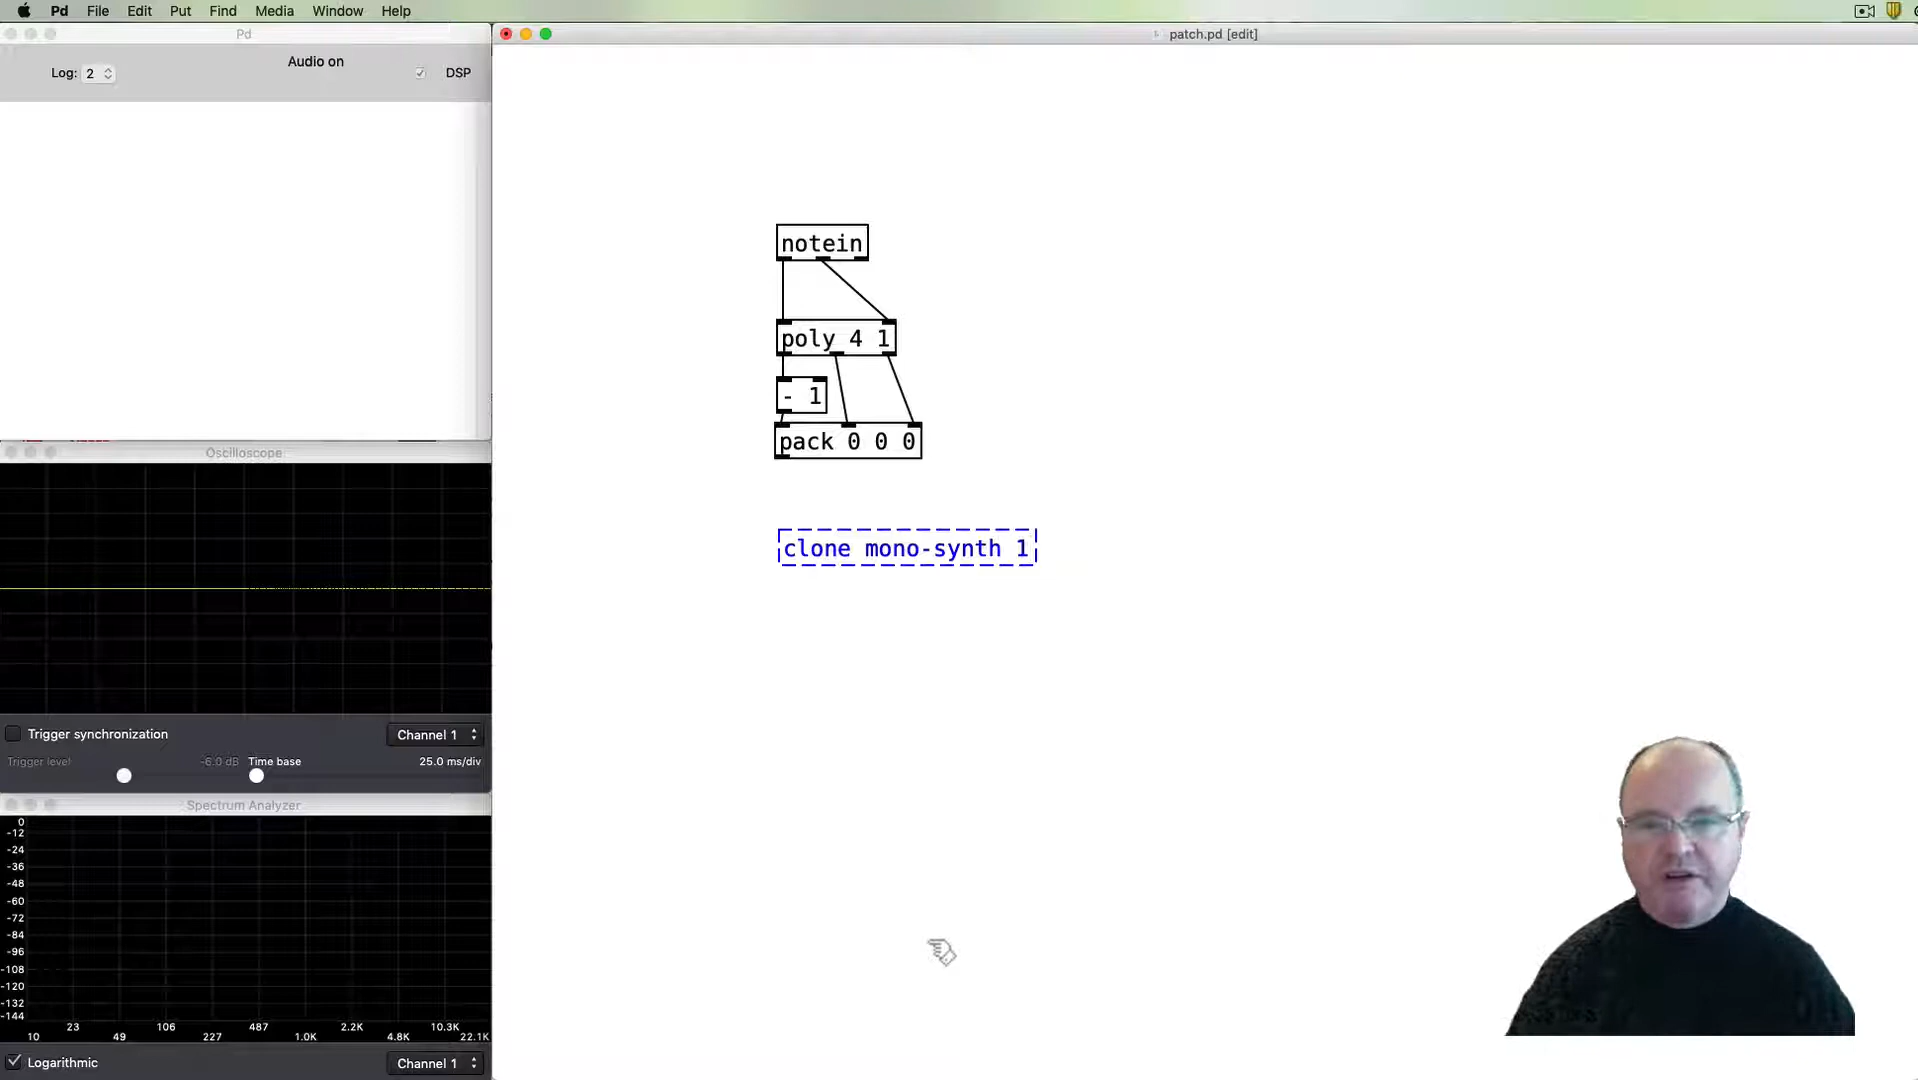 Pd File Edit Put Find Media Window Help
Pd
patch.pd [edit]
Audio on
Log: 2
DSP
notein
poly 4 1
- 1
pack 0 0 0
clone mono-synth 1
Oscilloscope
Trigger synchronization
Channel 1
Trigger level
-6.0 dB
Time base
25.0 ms/div
Spectrum Analyzer
0
-12
-24
-36
-48
-60
-72
-84
-96
-108
-120
-132
-144
23 106 487 2.2K 10.3K
10 49 227 1.0K 4.8K 22.1K
Logarithmic
Channel 1